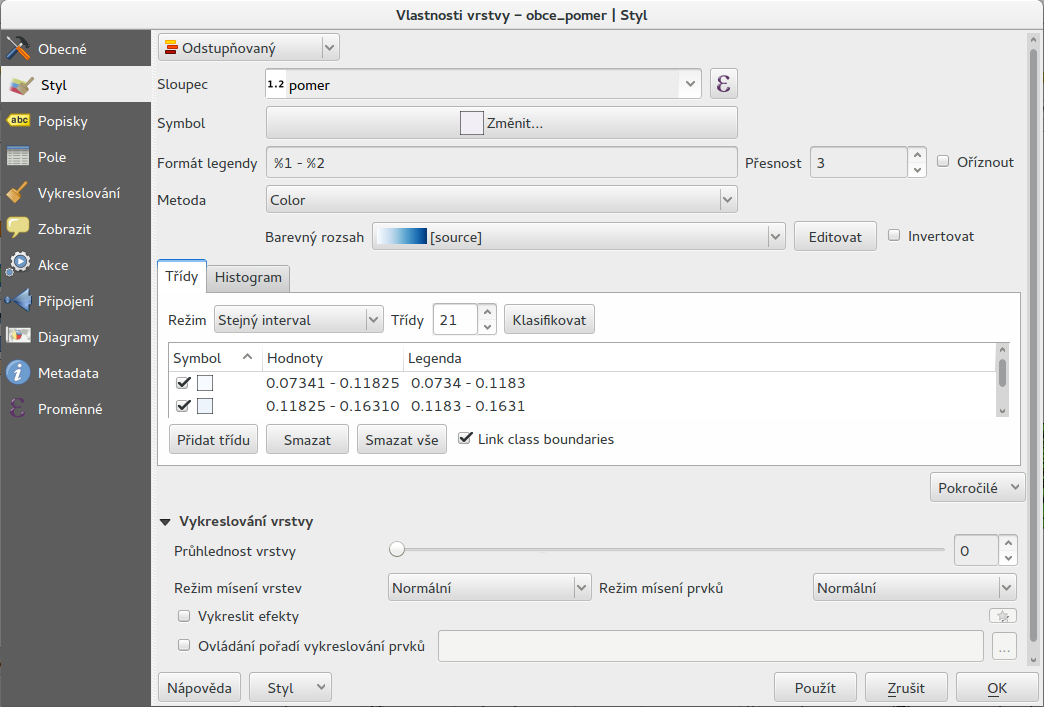 Vlastnosti vrstvy – obce_pomer | Styl
Obecné
Styl
abc Popisky
Pole
Vykreslování
Zobrazit
Akce
Připojení
Diagramy
Metadata
Proměnné
Odstupňovaný
Sloupec 1.2 pomer ε
Symbol Změnit...
Formát legendy %1 - %2 Přesnost 3 Oříznout
Metoda Color
Barevný rozsah [source] Editovat Invertovat
Třídy Histogram
Režim Stejný interval Třídy 21 Klasifikovat
Symbol Hodnoty Legenda
0.07341 - 0.11825 0.0734 - 0.1183
0.11825 - 0.16310 0.1183 - 0.1631
Přidat třídu Smazat Smazat vše Link class boundaries
Pokročilé
Vykreslování vrstvy
Průhlednost vrstvy 0
Režim mísení vrstev Normální Režim mísení prvků Normální
Vykreslit efekty
Ovládání pořadí vykreslování prvků ...
Nápověda Styl Použít Zrušit OK